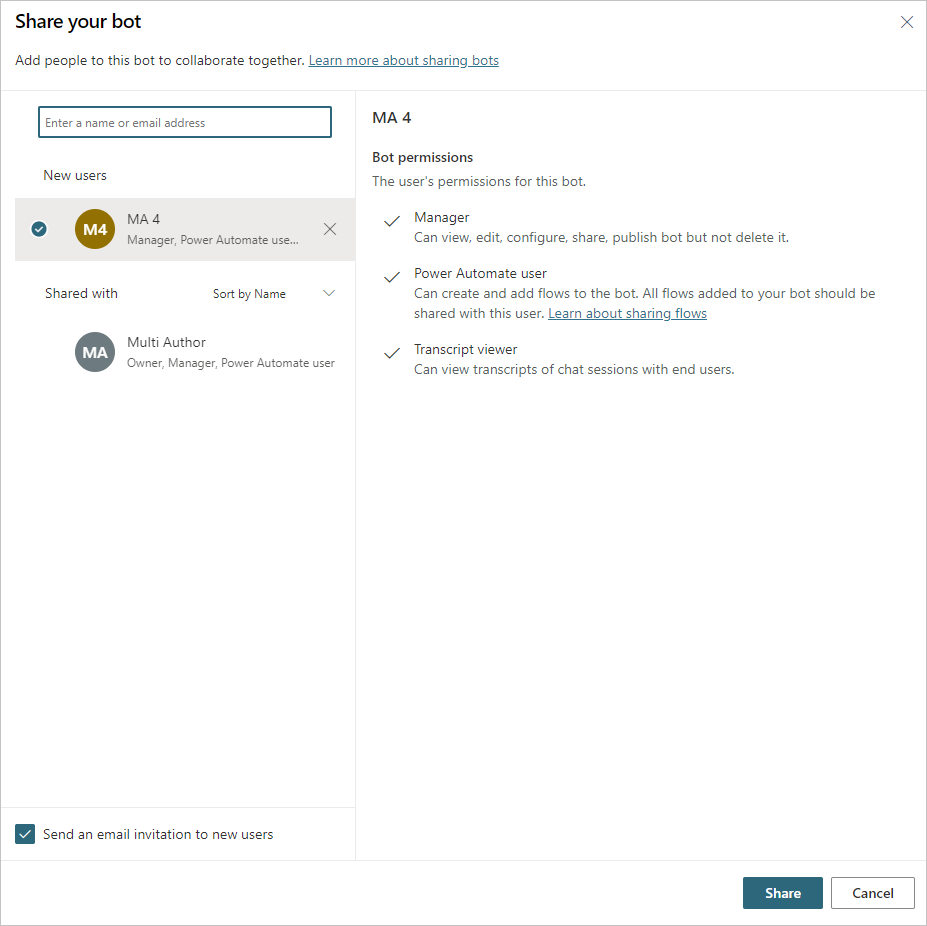 Share your bot
Add people to this bot to collaborate together. Learn more about sharing bots
Enter a name or email address
New users
M4
MA 4
Manager, Power Automate use...
Shared with
Sort by Name
MA
Multi Author
Owner, Manager, Power Automate user
Send an email invitation to new users
MA 4
Bot permissions
The user's permissions for this bot.
Manager
Can view, edit, configure, share, publish bot but not delete it.
Power Automate user
Can create and add flows to the bot. All flows added to your bot should be
shared with this user. Learn about sharing flows
Transcript viewer
Can view transcripts of chat sessions with end users.
Share
Cancel